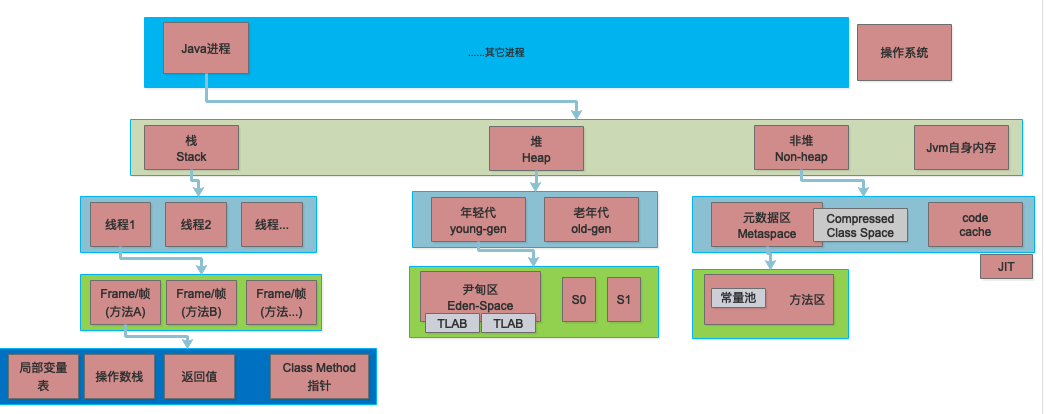 Java进程
......其它进程
操作系统
栈
Stack
堆
Heap
非堆
Non-heap
Jvm自身内存
线程1
线程2
线程...
年轻代
young-gen
老年代
old-gen
元数据区
Metaspace
Compressed
Class Space
code
cache
JIT
Frame/帧
(方法A)
Frame/帧
(方法B)
Frame/帧
(方法...)
尹甸区
Eden-Space
TLAB
TLAB
S0
S1
常量池
方法区
局部变量
表
操作数栈
返回值
Class Method
指针